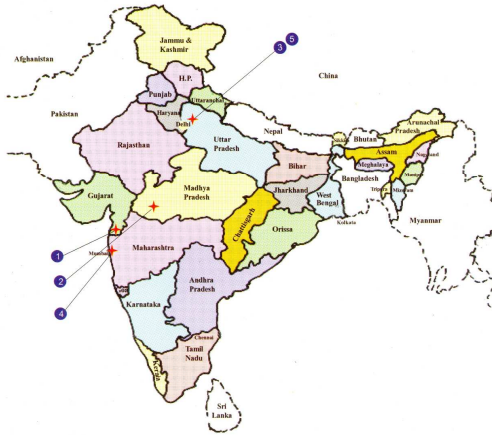 Jammu &
Kashmir
Afghanistan
5
3
H.P.
China
Punjab
Uttaranchal
Haryana
Delhi
Pakistan
Arunachal
Pradesh
Nepal
Bhutan
Rajasthan
Uttar
Pradesh
Assam
Nagaland
Bihar
Meghalaya
Bangladesh
Gujarat
Madhya
Pradesh
Jharkhand
West
Bengal
Tripura
Mizoram
Kolkata
Myanmar
Chattisgarh
Orissa
1
Mumbai
Maharashtra
2
4
Karnataka
Andhra
Pradesh
Chennai
Tamil
Nadu
Kerala
Sri
Lanka